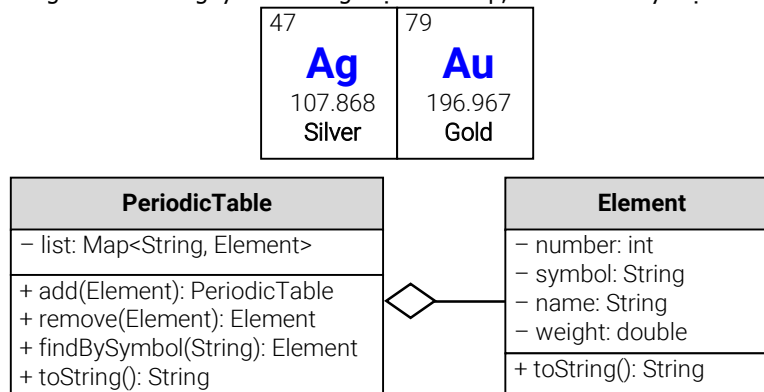 47
Ag
107.868
Silver
79
Au
196.967
Gold
PeriodicTable
– list: Map<String, Element>
+ add(Element): PeriodicTable
+ remove(Element): Element
+ findBySymbol(String): Element
+ toString(): String
Element
– number: int
– symbol: String
– name: String
– weight: double
+ toString(): String